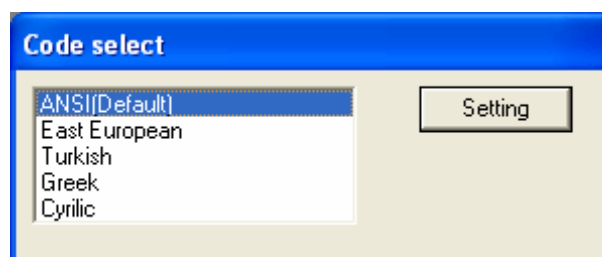 Code select
ANSI(Default)
Setting
East European
Turkish
Greek
Cyrilic